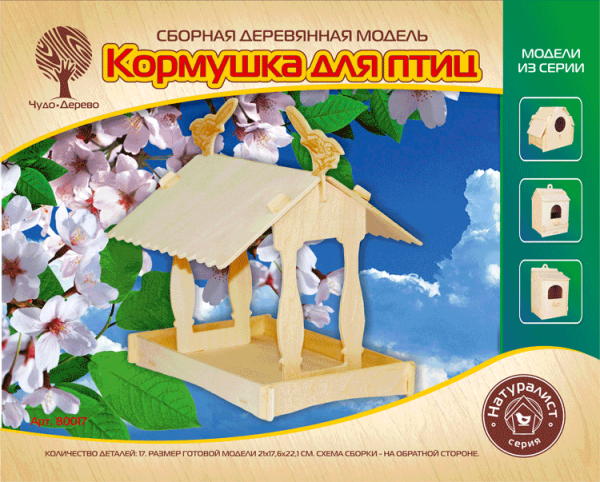 СБОРНАЯ ДЕРЕВЯННАЯ МОДЕЛЬ
Кормушка для птиц
Чудо-Дерево
МОДЕЛИ
ИЗ СЕРИИ
Арт. 80017
Натуралист
серия
КОЛИЧЕСТВО ДЕТАЛЕЙ: 17. РАЗМЕР ГОТОВОЙ МОДЕЛИ 21х17,6х22,1 СМ. СХЕМА СБОРКИ - НА ОБРАТНОЙ СТОРОНЕ.